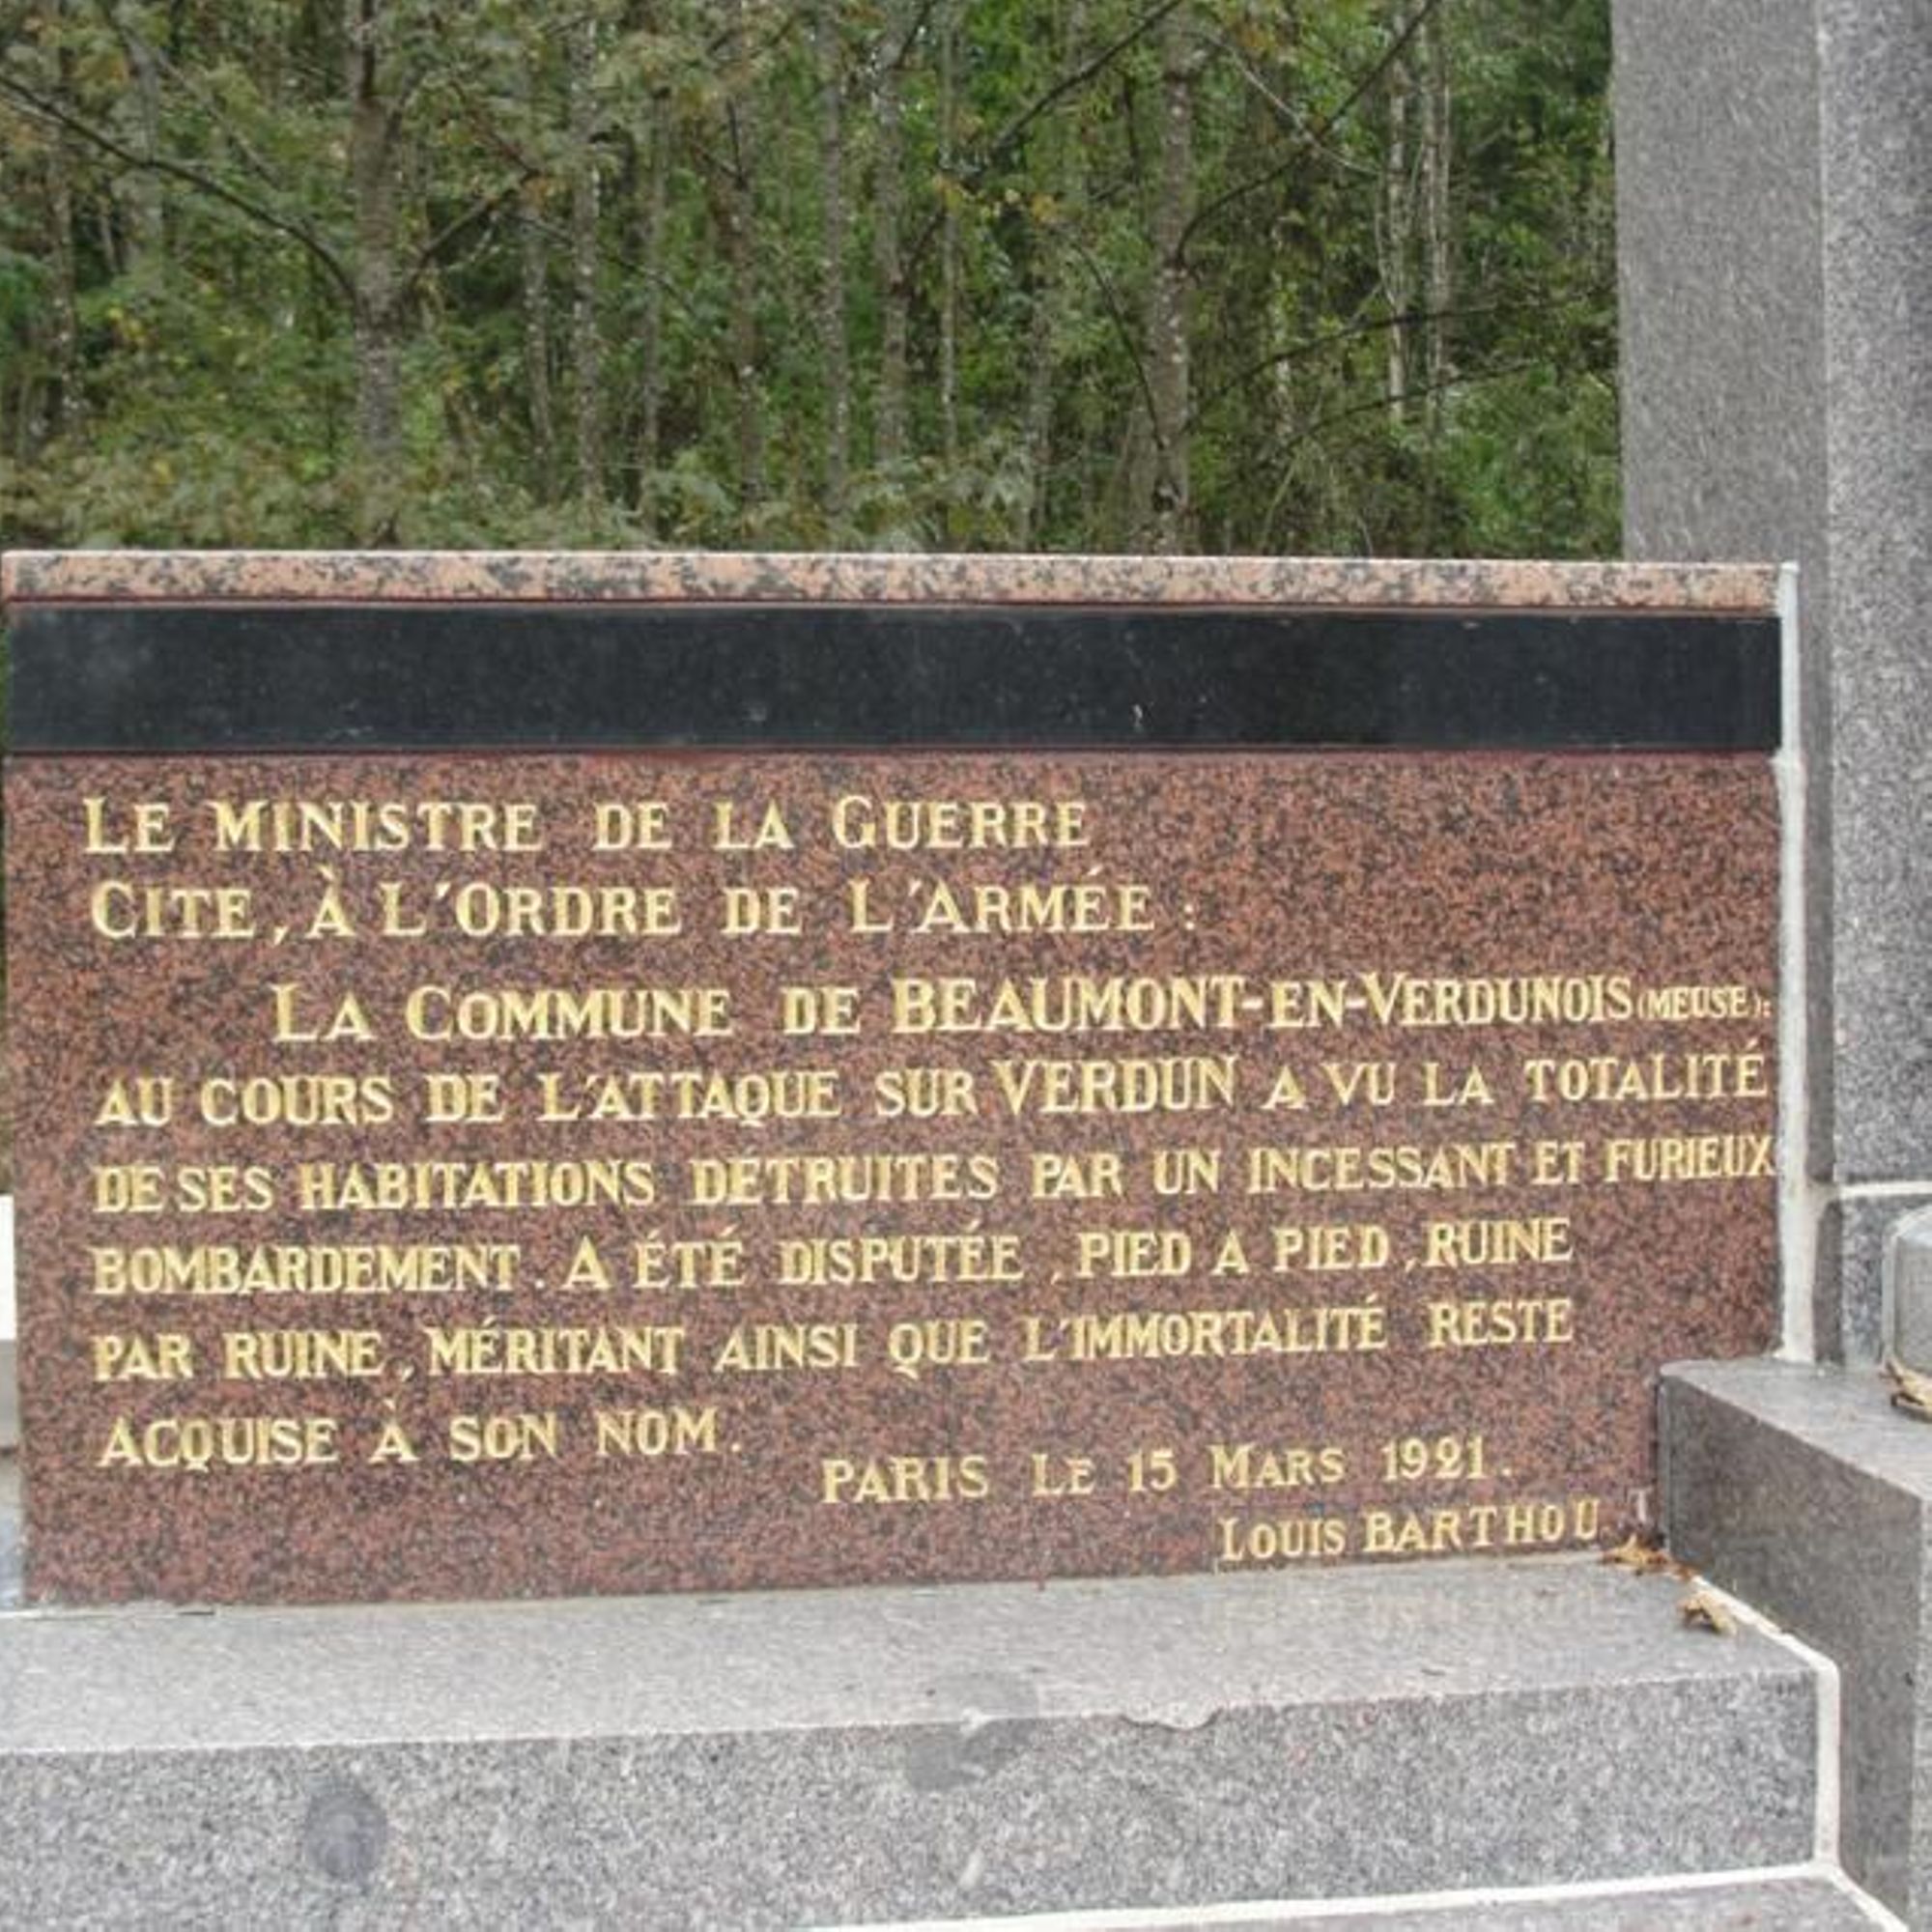 LE MINISTRE DE LA GUERRE
CITE, À L'ORDRE DE L'ARMÉE :
LA COMMUNE DE BEAUMONT-EN-VERDUNOIS (MEUSE):
AU COURS DE L'ATTAQUE SUR VERDUN A VU LA TOTALITÉ
DE SES HABITATIONS DÉTRUITES PAR UN INCESSANT ET FURIEUX
BOMBARDEMENT. A ÉTÉ DISPUTÉE, PIED A PIED, RUINE
PAR RUINE, MÉRITANT AINSI QUE L'IMMORTALITÉ RESTE
ACQUISE À SON NOM.
PARIS LE 15 MARS 1921.
LOUIS BARTHOU